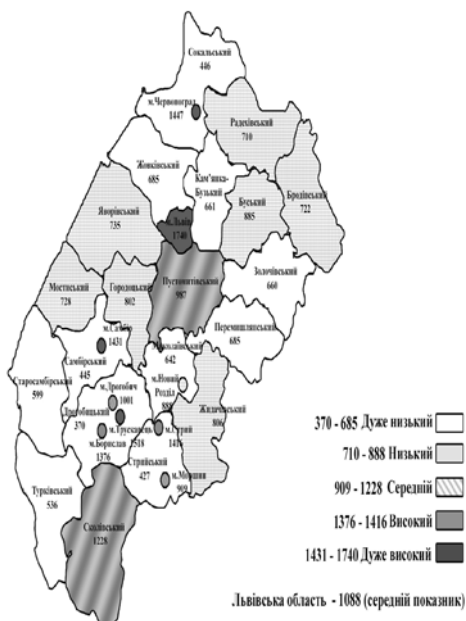 Сокальський
446
м.Червоноград
1447
Радехівський
710
Жовківський
685
Кам'янка-
Бузький
661
Буський
885
Бродівський
722
Яворівський
735
м.Львів
1740
Мостиський
728
Городоцький
802
Пустомитівський
987
Золочівський
660
Перемишлянський
685
м.Самбір
1431
Самбірський
445
Старосамбірський
599
Миколаївський
642
м.Новий
Розділ
888
Жидачівський
806
м.Дрогобич
1001
Дрогобицький
370
м.Трускавець
1518
м.Борислав
1376
м.Стрий
1416
Стрийський
427
м.Моршин
909
Турківський
536
Сколівський
1228
370 - 685 Дуже низький
710 - 888 Низький
909 - 1228 Середній
1376 - 1416 Високий
1431 - 1740 Дуже високий
Львівська область - 1088 (середній показник)